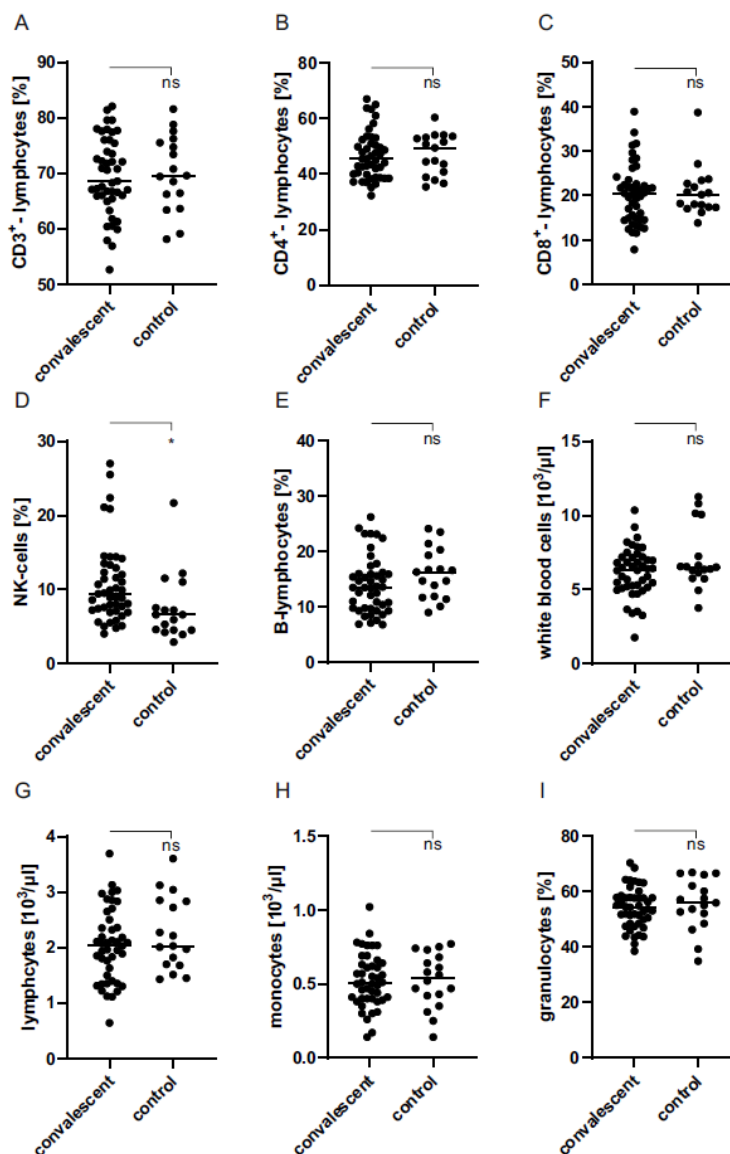 A
B
C
CD3+- lymphcytes [%]
90
80
70
60
50
ns
convalescent
control
CD4+- lymphocytes [%]
80
60
40
20
0
ns
convalescent
control
CD8+- lymphocytes [%]
50
40
30
20
10
0
ns
convalescent
control
D
E
F
NK-cells [%]
30
20
10
0
*
convalescent
control
B-lymphocytes [%]
40
30
20
10
0
ns
convalescent
control
white blood cells [10³/μl]
15
10
5
0
ns
convalescent
control
G
H
I
lymphcytes [10³/μl]
4
3
2
1
0
ns
convalescent
control
monocytes [10³/μl]
1.5
1.0
0.5
0.0
ns
convalescent
control
granulocytes [%]
80
60
40
20
0
ns
convalescent
control